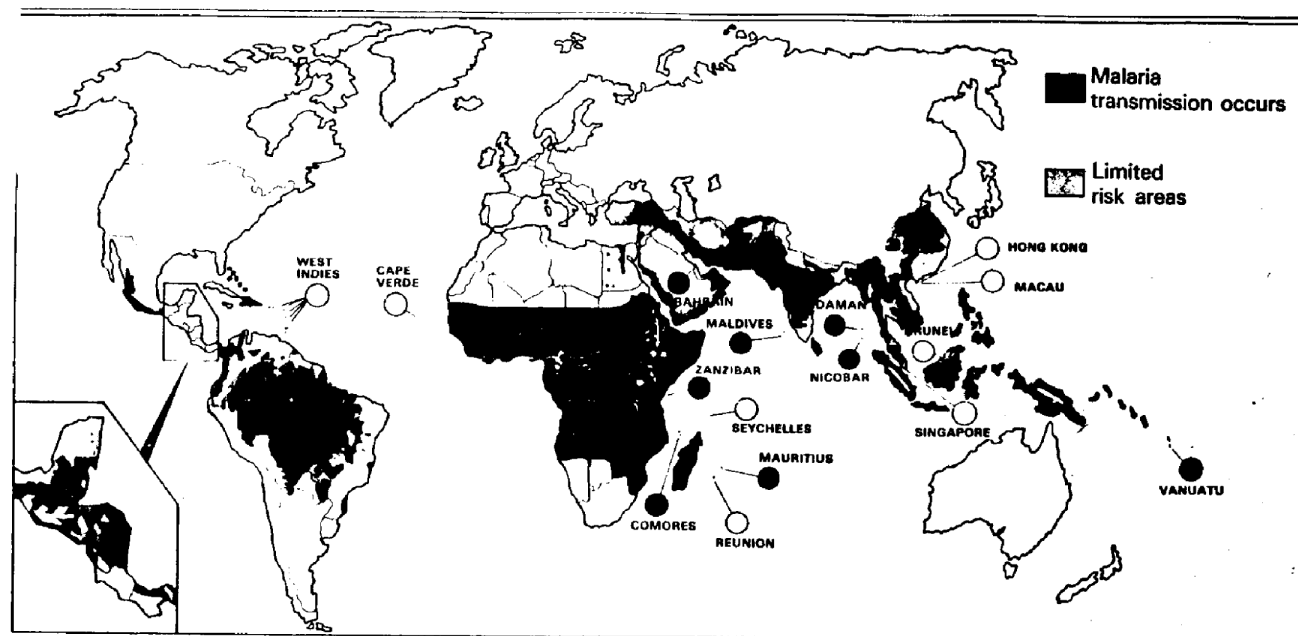 Malaria
transmission occurs
Limited
risk areas
HONG KONG
MACAU
WEST
INDIES
CAPE
VERDE
BAHRAIN
DAMAN
MALDIVES
RUNEI
ZANZIBAR
NICOBAR
SEYCHELLES
SINGAPORE
MAURITIUS
VANUATU
COMORES
REUNION